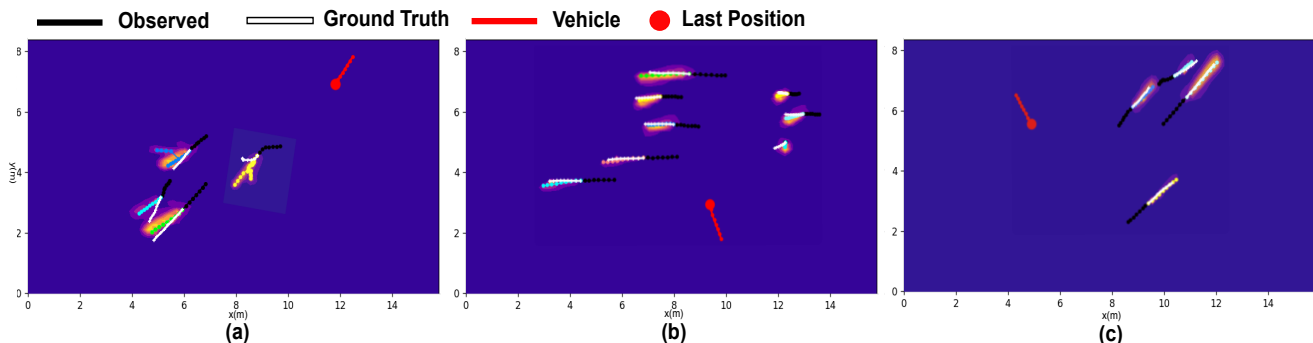 Observed Ground Truth Vehicle Last Position
8 8 8
6 6 6
y(m)
4 4 4
2 2 2
0 0 0
0 2 4 6 8 10 12 14 0 2 4 6 8 10 12 14 0 2 4 6 8 10 12 14
x(m) x(m) x(m)
(a) (b) (c)